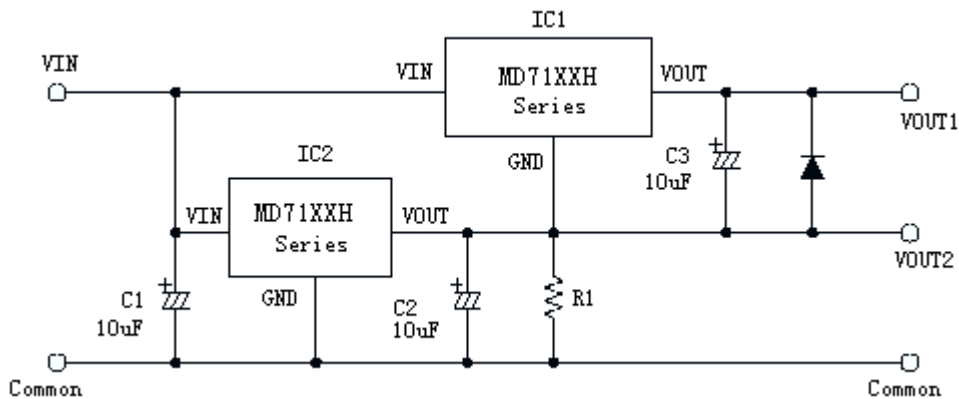 IC1
VIN
VIN
MD71XXH
Series
VOUT
VOUT1
GND
C3
10uF
IC2
VIN
MD71XXH
Series
VOUT
VOUT2
GND
C1
10uF
C2
10uF
R1
Common
Common